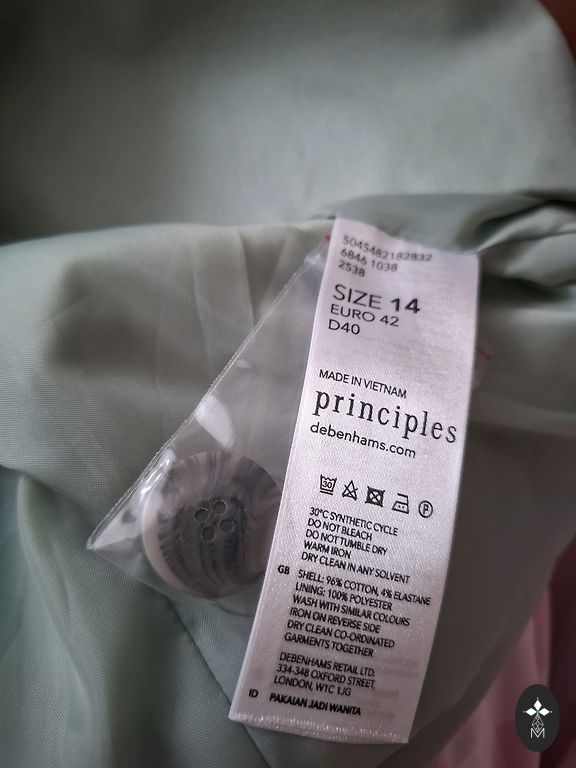 5045482182832
6846 1038
2538
SIZE 14
EURO 42
D40
MADE IN VIETNAM
principles
debenhams.com
30
P
30°C SYNTHETIC CYCLE
DO NOT BLEACH
DO NOT TUMBLE DRY
WARM IRON
DRY CLEAN IN ANY SOLVENT
GB SHELL: 96% COTTON, 4% ELASTANE
LINING: 100% POLYESTER
WASH WITH SIMILAR COLOURS
IRON ON REVERSE SIDE
DRY CLEAN CO-ORDINATED
GARMENTS TOGETHER
DEBENHAMS RETAIL LTD.
334-348 OXFORD STREET,
LONDON, W1C 1JG
ID PAKAIAN JADI WANITA
M